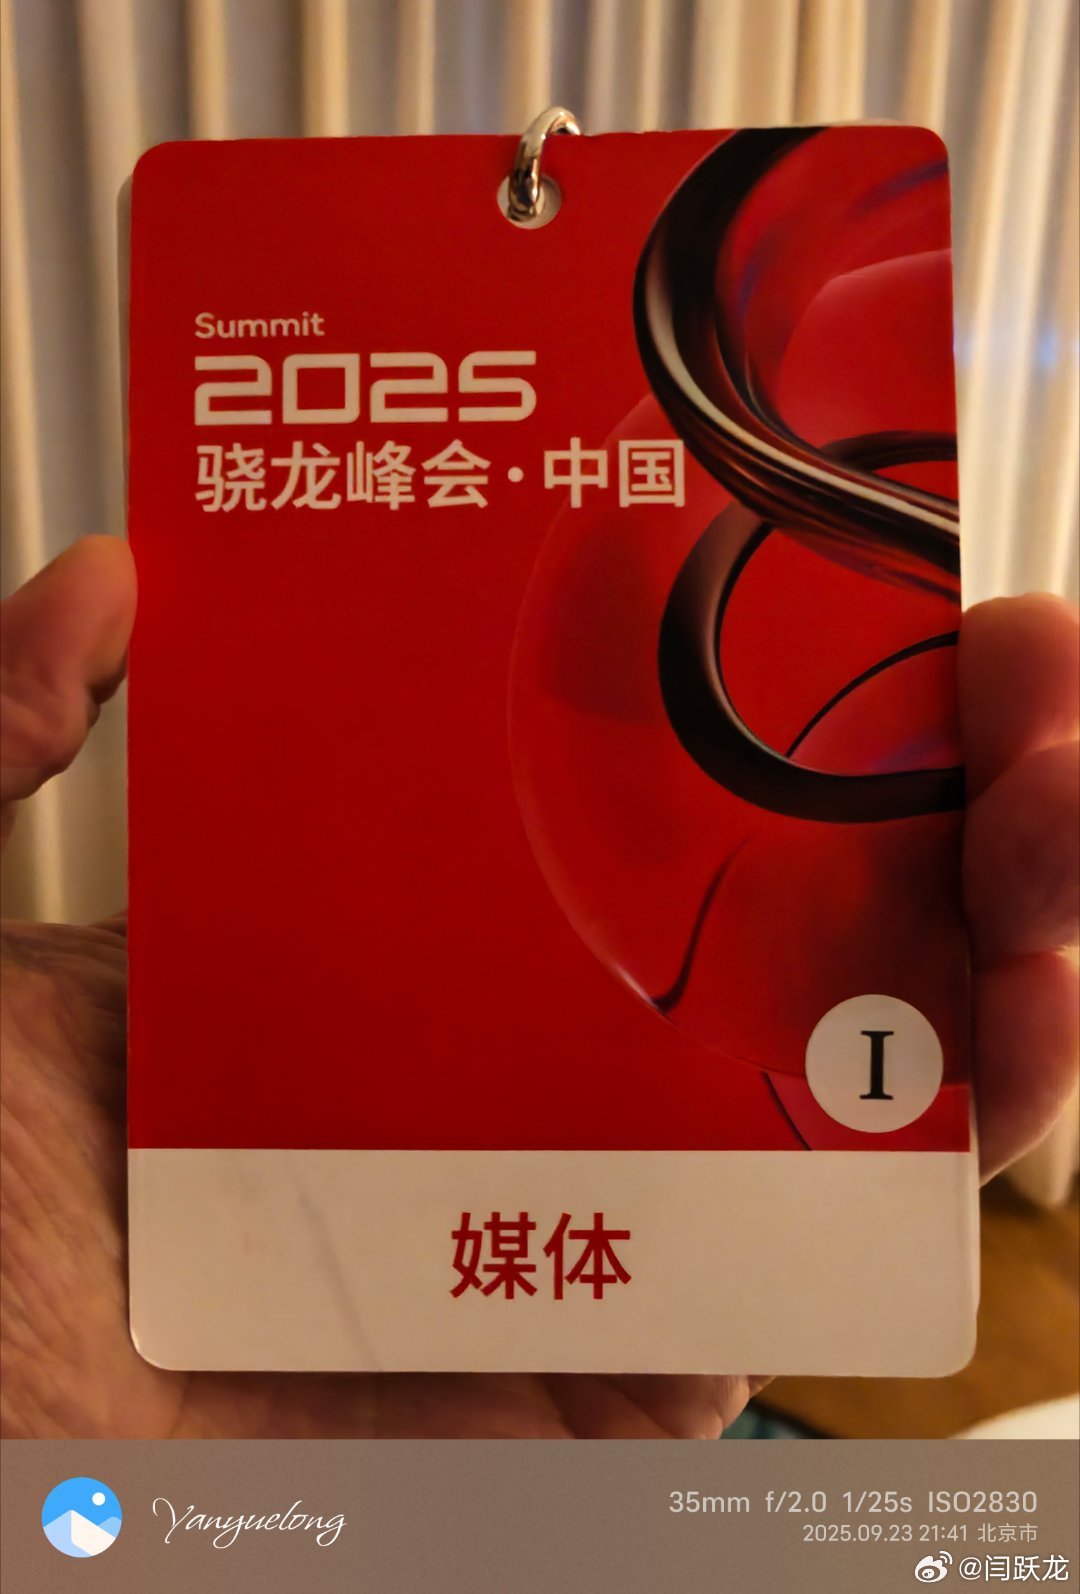 Summit
2025
骁龙峰会·中国
I
媒体
Yanyuelong
35mm f/2.0 1/25s ISO2830
2025.09.23 21:41 北京市
@闫跃龙